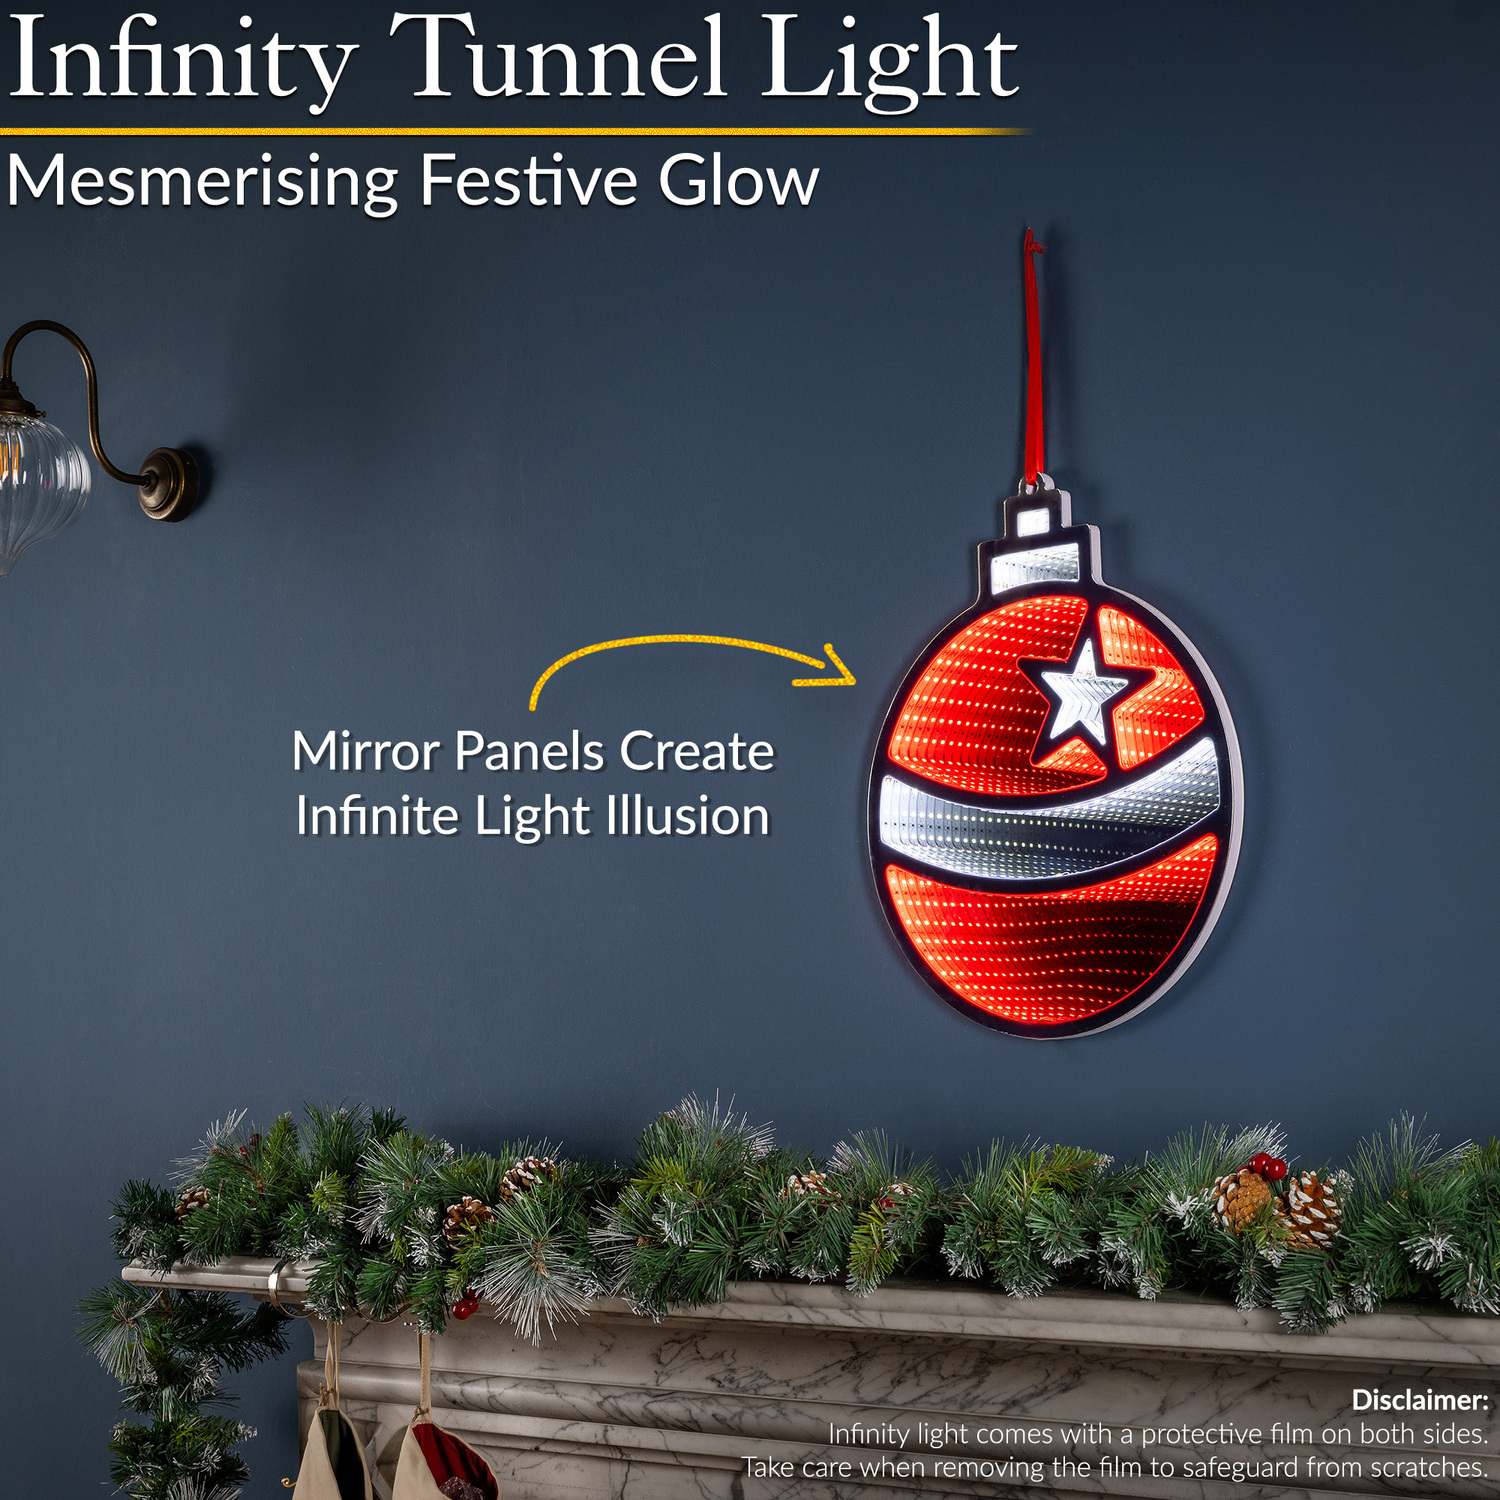 Infinity Tunnel Light
Mesmerising Festive Glow
Mirror Panels Create
Infinite Light Illusion
Disclaimer:
Infinity light comes with a protective film on both sides.
Take care when removing the film to safeguard from scratches.